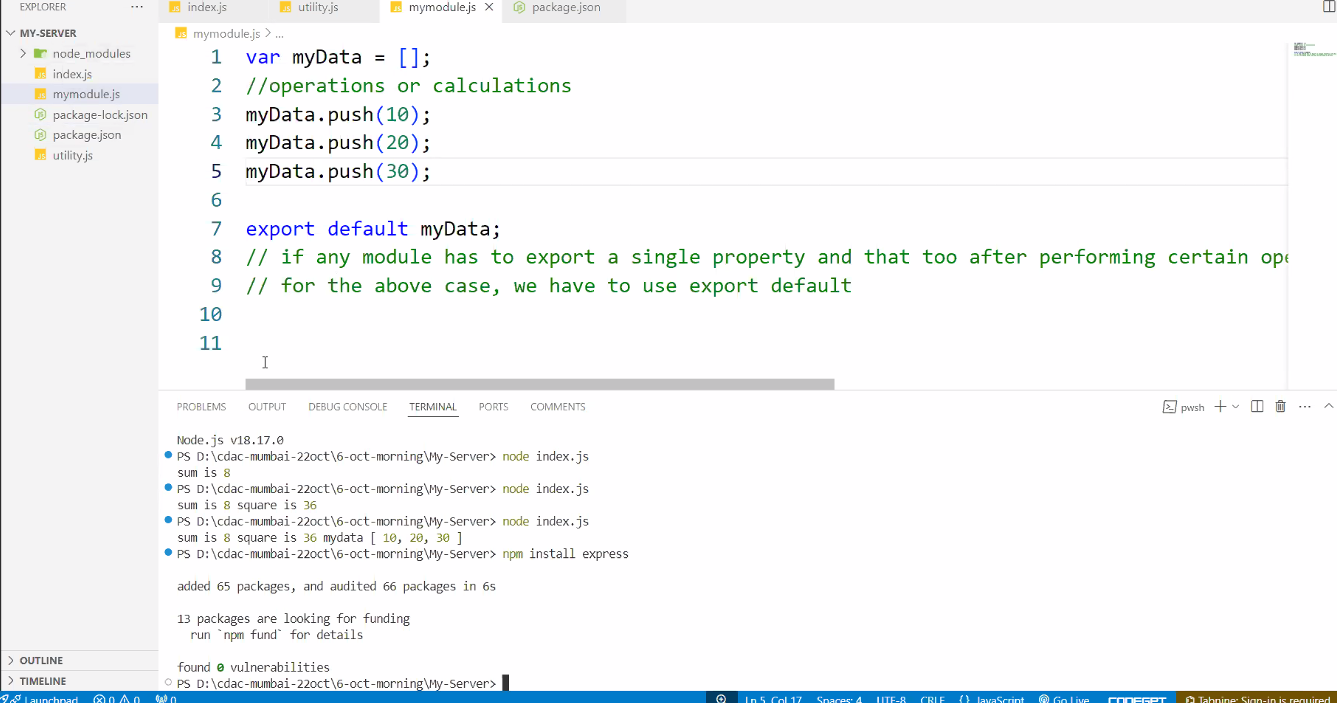 EXPLORER ···
index.js utility.js mymodule.js package.json
MY-SERVER
node_modules
index.js
mymodule.js
package-lock.json
package.json
utility.js
mymodule.js > ...
1 var myData = [];
2 //operations or calculations
3 myData.push(10);
4 myData.push(20);
5 myData.push(30);
6
7 export default myData;
8 // if any module has to export a single property and that too after performing certain ope
9 // for the above case, we have to use export default
10
11
PROBLEMS OUTPUT DEBUG CONSOLE TERMINAL PORTS COMMENTS pwsh
Node.js v18.17.0
PS D:\cdac-mumbai-22oct\6-oct-morning\My-Server> node index.js
sum is 8
PS D:\cdac-mumbai-22oct\6-oct-morning\My-Server> node index.js
sum is 8 square is 36
PS D:\cdac-mumbai-22oct\6-oct-morning\My-Server> node index.js
sum is 8 square is 36 mydata [ 10, 20, 30 ]
PS D:\cdac-mumbai-22oct\6-oct-morning\My-Server> npm install express
added 65 packages, and audited 66 packages in 6s
13 packages are looking for funding
run `npm fund` for details
found 0 vulnerabilities
PS D:\cdac-mumbai-22oct\6-oct-morning\My-Server>
OUTLINE
TIMELINE
Launchpad 0 0 0 Ln 5, Col 17 Spaces: 4 UTF-8 CRLF {} JavaScript Go Live CODEGPT Tabnine: Sign-in is required